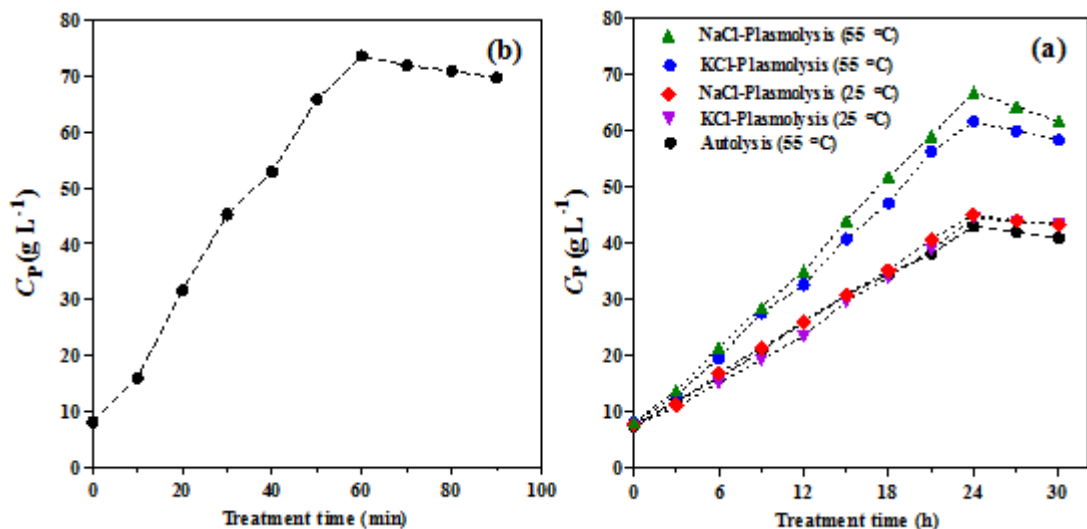 80
70
60
50
40
30
20
10
0
C_P (g L^-1)
(b)
0 20 40 60 80 100
Treatment time (min)
80
70
60
50
40
30
20
10
0
C_P (g L^-1)
NaCl-Plasmolysis (55 °C)
KCl-Plasmolysis (55 °C)
NaCl-Plasmolysis (25 °C)
KCl-Plasmolysis (25 °C)
Autolysis (55 °C)
(a)
0 6 12 18 24 30
Treatment time (h)